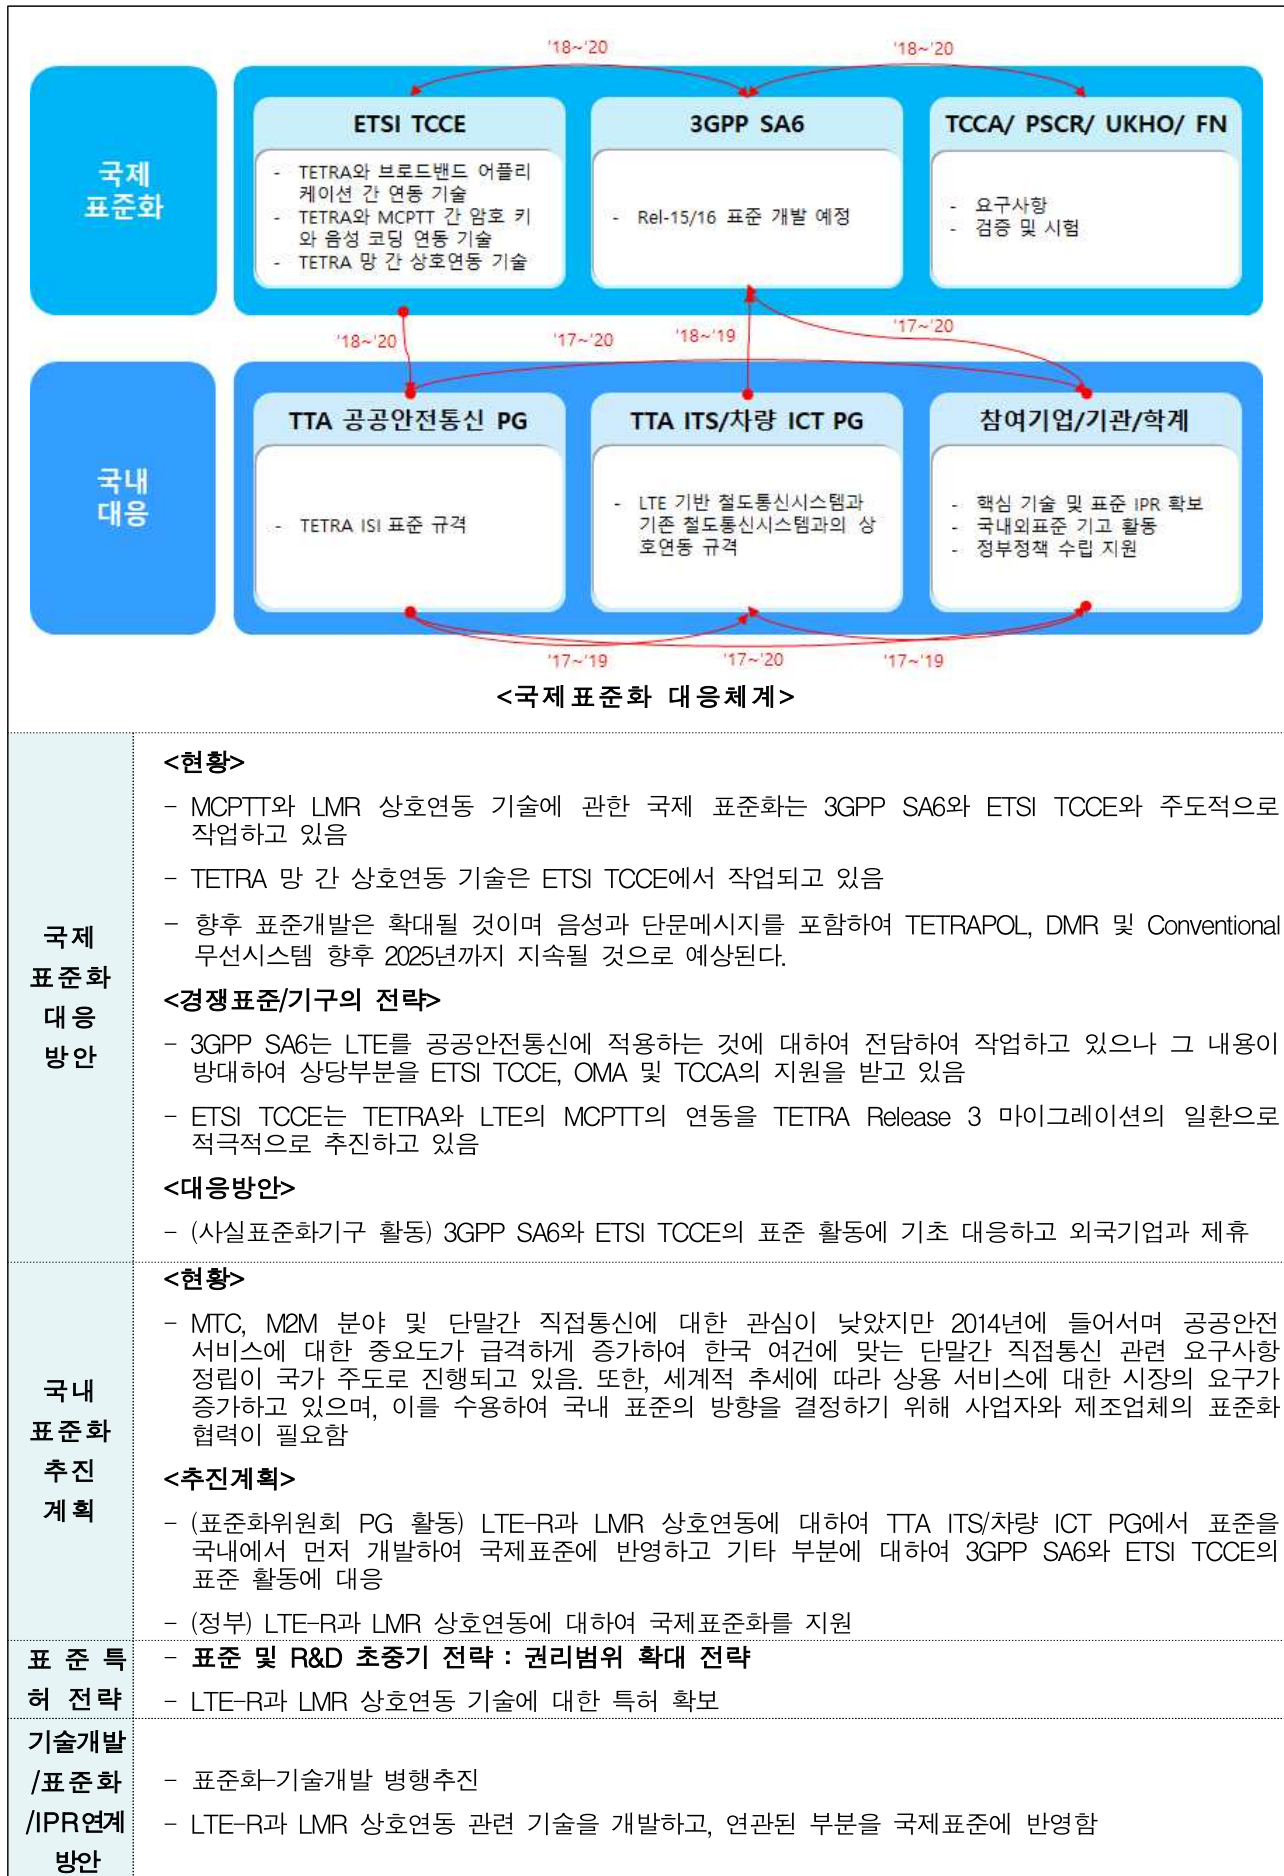 '18~'20
'18~'20
국제
표준화
ETSI TCCE
- TETRA와 브로드밴드 어플리
케이션 간 연동 기술
- TETRA와 MCPTT 간 암호 키
와 음성 코딩 연동 기술
- TETRA 망 간 상호연동 기술
3GPP SA6
- Rel-15/16 표준 개발 예정
TCCA/ PSCR/ UKHO/ FN
- 요구사항
- 검증 및 시험
'18~'20
'17~'20
'18~'19
'17~'20
국내
대응
TTA 공공안전통신 PG
- TETRA ISI 표준 규격
TTA ITS/차량 ICT PG
- LTE 기반 철도통신시스템과
기존 철도통신시스템과의 상
호연동 규격
참여기업/기관/학계
- 핵심 기술 및 표준 IPR 확보
- 국내외표준 기고 활동
- 정부정책 수립 지원
'17~'19
'17~'20
'17~'19
<국제표준화 대응체계>
국제
표준화
대응
방안
<현황>
- MCPTT와 LMR 상호연동 기술에 관한 국제 표준화는 3GPP SA6와 ETSI TCCE와 주도적으로
작업하고 있음
- TETRA 망 간 상호연동 기술은 ETSI TCCE에서 작업되고 있음
- 향후 표준개발은 확대될 것이며 음성과 단문메시지를 포함하여 TETRAPOL, DMR 및 Conventional
무선시스템 향후 2025년까지 지속될 것으로 예상된다.
<경쟁표준/기구의 전략>
- 3GPP SA6는 LTE를 공공안전통신에 적용하는 것에 대하여 전담하여 작업하고 있으나 그 내용이
방대하여 상당부분을 ETSI TCCE, OMA 및 TCCA의 지원을 받고 있음
- ETSI TCCE는 TETRA와 LTE의 MCPTT의 연동을 TETRA Release 3 마이그레이션의 일환으로
적극적으로 추진하고 있음
<대응방안>
- (사실표준화기구 활동) 3GPP SA6와 ETSI TCCE의 표준 활동에 기초 대응하고 외국기업과 제휴
국내
표준화
추진
계획
<현황>
- MTC, M2M 분야 및 단말간 직접통신에 대한 관심이 낮았지만 2014년에 들어서며 공공안전
서비스에 대한 중요도가 급격하게 증가하여 한국 여건에 맞는 단말간 직접통신 관련 요구사항
정립이 국가 주도로 진행되고 있음. 또한, 세계적 추세에 따라 상용 서비스에 대한 시장의 요구가
증가하고 있으며, 이를 수용하여 국내 표준의 방향을 결정하기 위해 사업자와 제조업체의 표준화
협력이 필요함
<추진계획>
- (표준화위원회 PG 활동) LTE-R과 LMR 상호연동에 대하여 TTA ITS/차량 ICT PG에서 표준을
국내에서 먼저 개발하여 국제표준에 반영하고 기타 부분에 대하여 3GPP SA6와 ETSI TCCE의
표준 활동에 대응
- (정부) LTE-R과 LMR 상호연동에 대하여 국제표준화를 지원
표 준 특
허 전략
- 표준 및 R&D 초중기 전략 : 권리범위 확대 전략
- LTE-R과 LMR 상호연동 기술에 대한 특허 확보
기술개발
/표준화
/IPR연계
방안
- 표준화-기술개발 병행추진
- LTE-R과 LMR 상호연동 관련 기술을 개발하고, 연관된 부분을 국제표준에 반영함